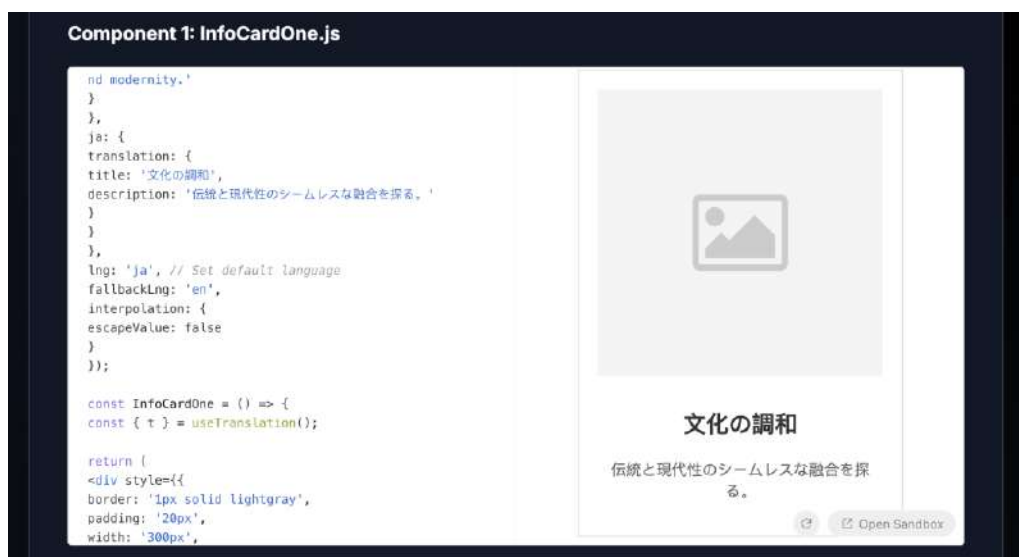 Component 1: InfoCardOne.js
nd modernity.'
}
},
ja: {
translation: {
title: '文化の調和',
description: '伝統と現代性のシームレスな融合を探る。'
}
}
},
lng: 'ja', // Set default language
fallbackLng: 'en',
interpolation: {
escapeValue: false
}
});
const InfoCardOne = () => {
const { t } = useTranslation();
return (
<div style={{
border: '1px solid lightgray',
padding: '20px',
width: '300px',
文化の調和
伝統と現代性のシームレスな融合を探
る。
Open Sandbox